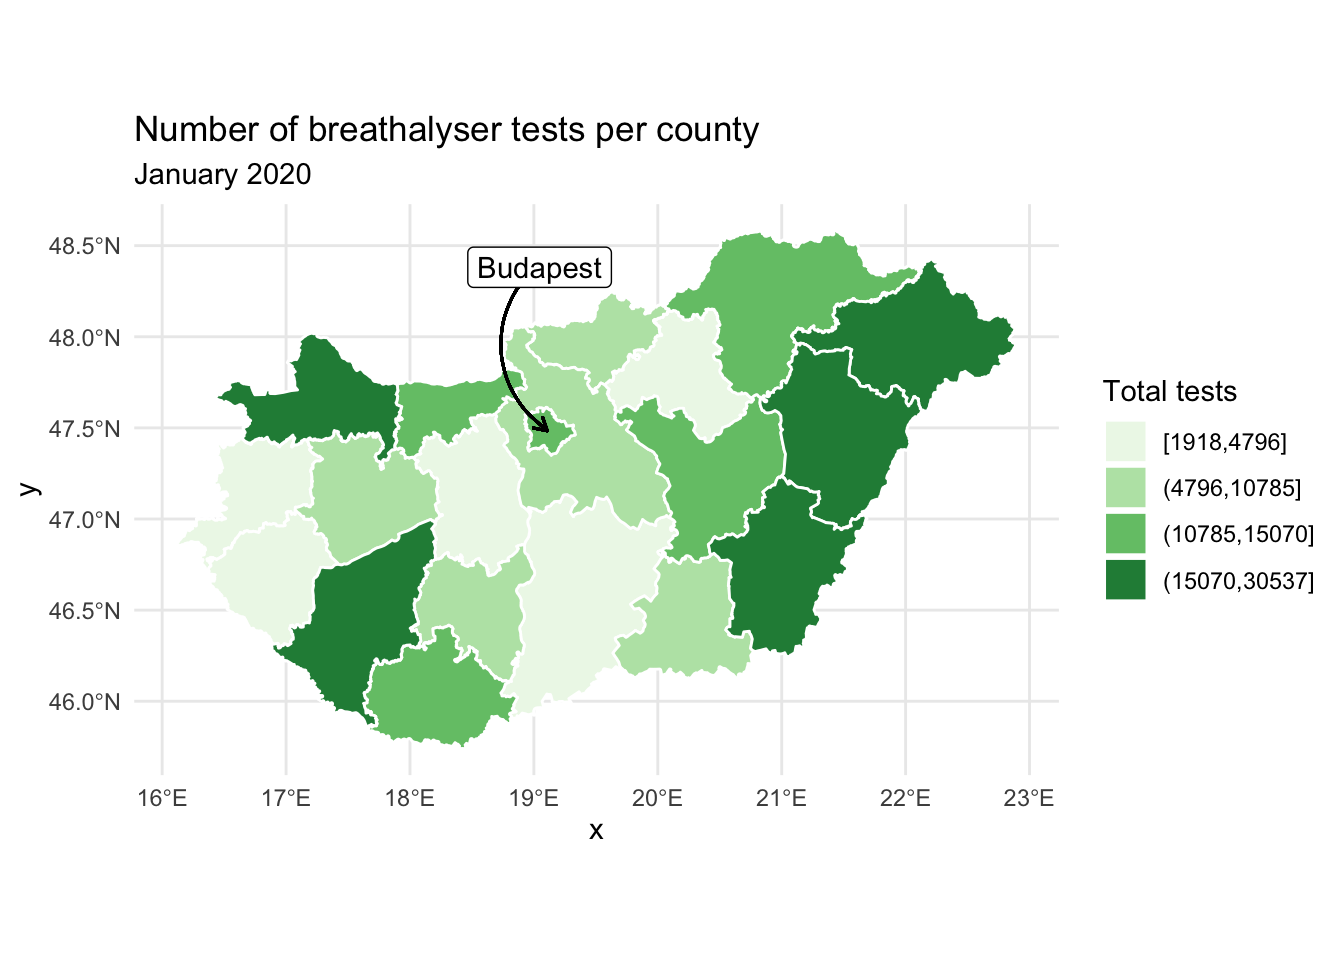 Number of breathalyser tests per county
January 2020
48.5°N
48.0°N
47.5°N
47.0°N
46.5°N
46.0°N
y
Budapest
16°E
17°E
18°E
19°E
20°E
21°E
22°E
23°E
x
Total tests
[1918,4796]
(4796,10785]
(10785,15070]
(15070,30537]